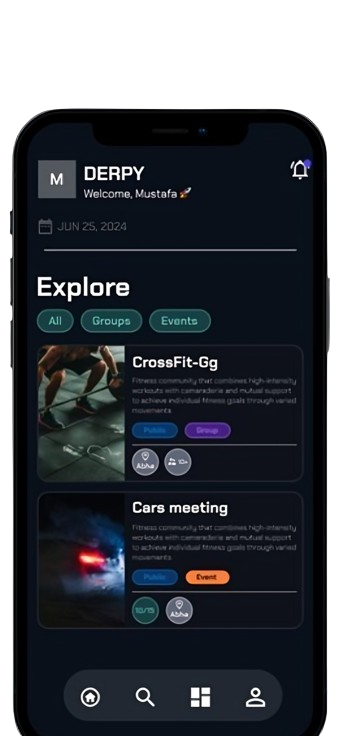 M
DERPY
Welcome, Mustafa 🚀
JUN 25, 2024
Explore
All
Groups
Events
CrossFit-Gg
Fitness community that combines high-intensity
workouts with camaraderie and mutual support
to achieve individual fitness goals through varied
movements
Public
Group
Abha
10+
Cars meeting
Fitness community that combines high-intensity
workouts with camaraderie and mutual support
to achieve individual fitness goals through varied
movements
Public
Event
10/15
Abha